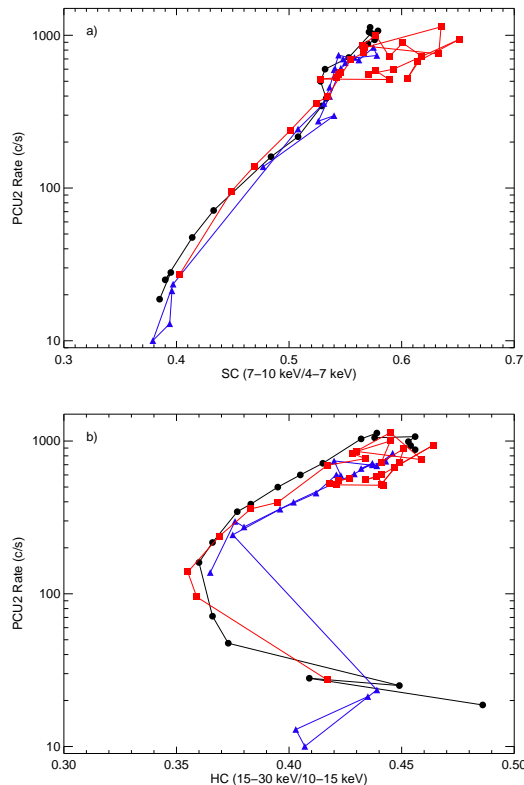 a)
1000
100
10
PCU2 Rate (c/s)
0.3 0.4 0.5 0.6 0.7
SC (7–10 keV/4–7 keV)
b)
1000
100
10
PCU2 Rate (c/s)
0.30 0.35 0.40 0.45 0.50
HC (15–30 keV/10–15 keV)